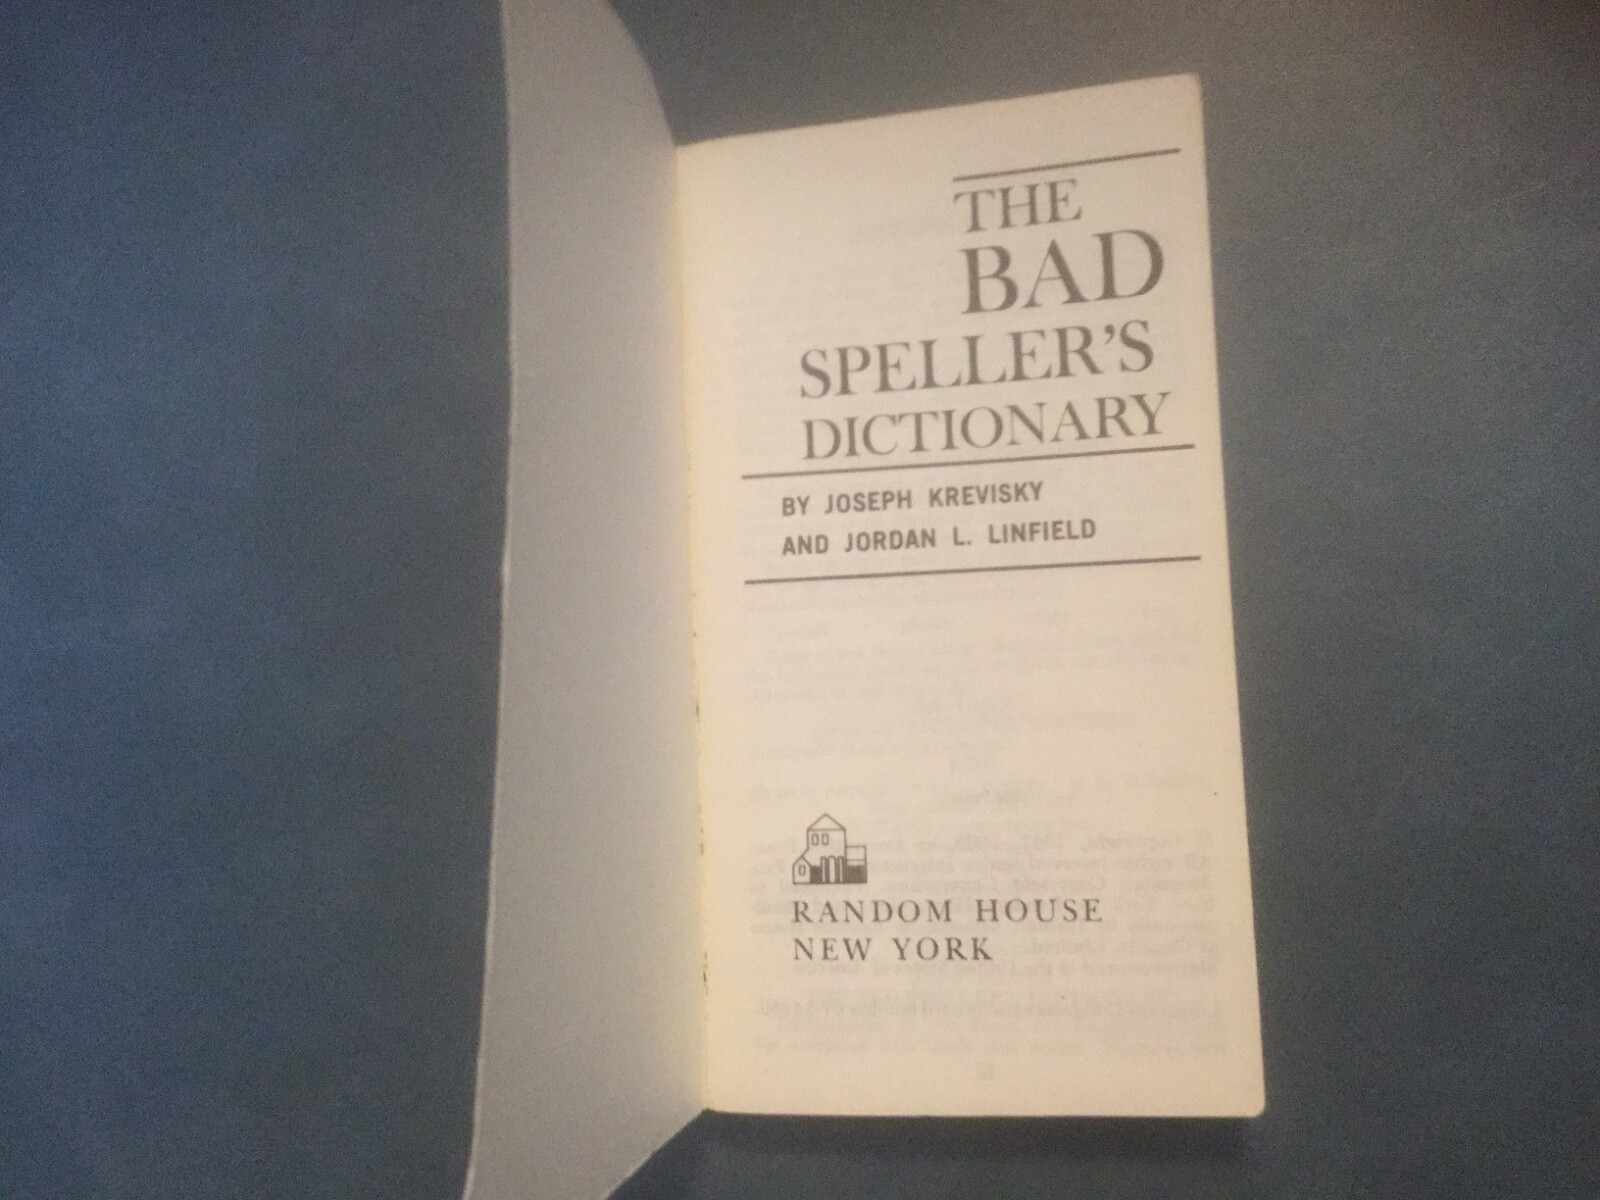 THE
BAD
SPELLER'S
DICTIONARY
BY JOSEPH KREVISKY
AND JORDAN L. LINFIELD
RANDOM HOUSE
NEW YORK